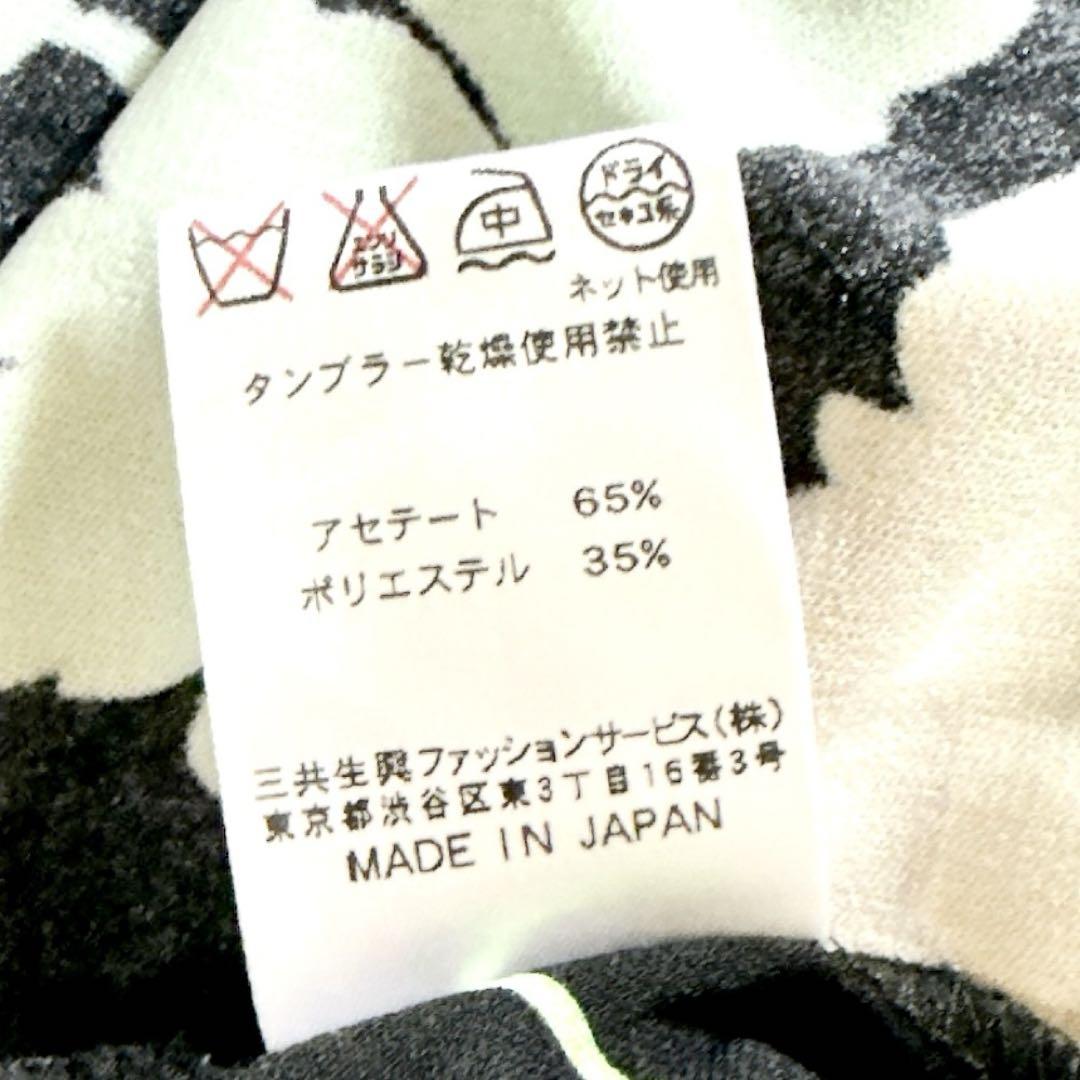 エンソ
サラシ
中
ドライ
セキユ系
ネット使用
タンブラー乾燥使用禁止
アセテート 65%
ポリエステル 35%
三共生興ファッションサービス(株)
東京都渋谷区東3丁目16番3号
MADE IN JAPAN